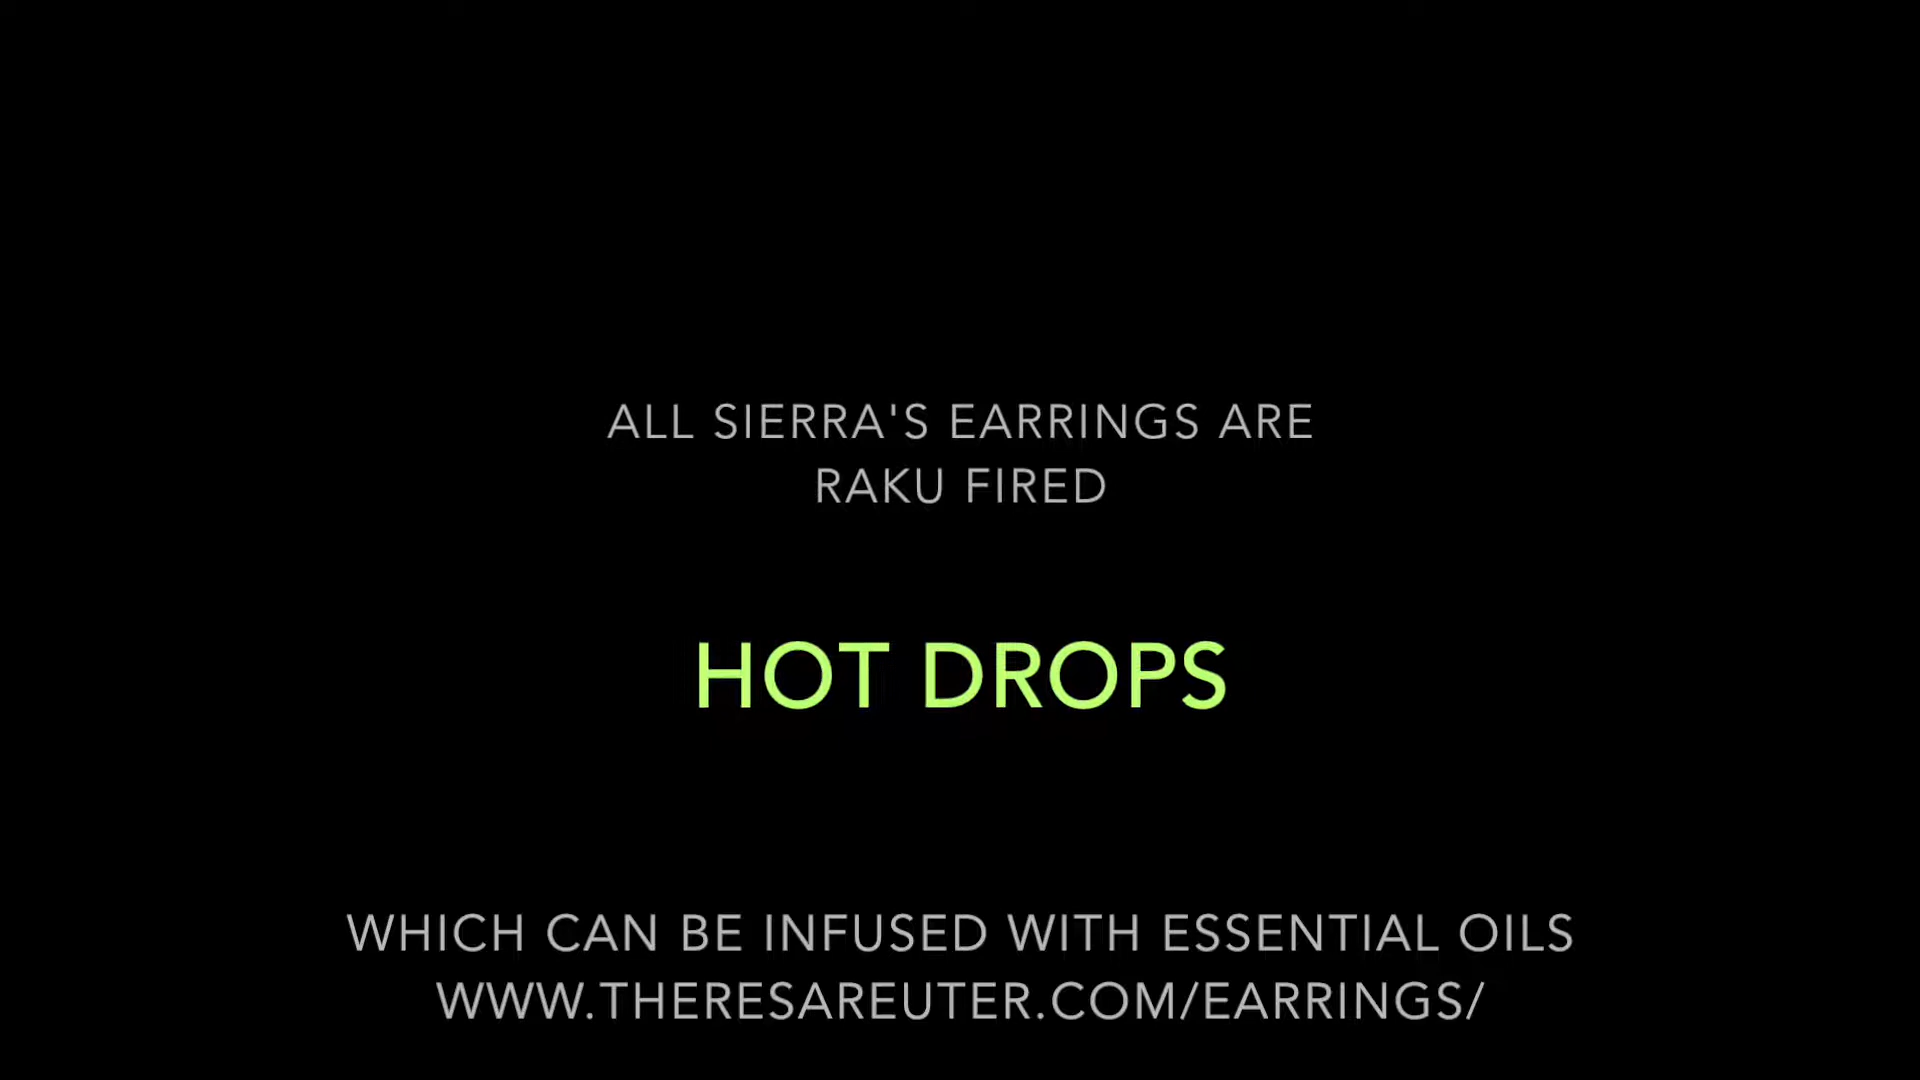 ALL SIERRA'S EARRINGS ARE
RAKU FIRED
HOT DROPS
WHICH CAN BE INFUSED WITH ESSENTIAL OILS
WWW.THERESAREUTER.COM/EARRINGS/